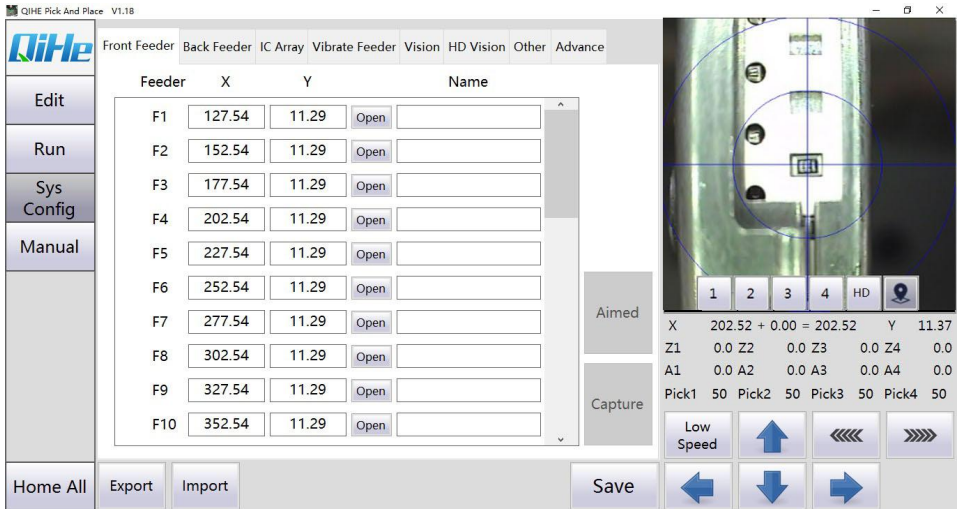 QIHE Pick And Place V1.18
QiHe
Front Feeder Back Feeder IC Array Vibrate Feeder Vision HD Vision Other Advance
Edit
Run
Sys
Config
Manual
Home All
Feeder X Y Name
F1 127.54 11.29 Open
F2 152.54 11.29 Open
F3 177.54 11.29 Open
F4 202.54 11.29 Open
F5 227.54 11.29 Open
F6 252.54 11.29 Open
F7 277.54 11.29 Open
F8 302.54 11.29 Open
F9 327.54 11.29 Open
F10 352.54 11.29 Open
Aimed
Capture
Export Import Save
1 2 3 4 HD
X 202.52 + 0.00 = 202.52 Y 11.37
Z1 0.0 Z2 0.0 Z3 0.0 Z4 0.0
A1 0.0 A2 0.0 A3 0.0 A4 0.0
Pick1 50 Pick2 50 Pick3 50 Pick4 50
Low
Speed